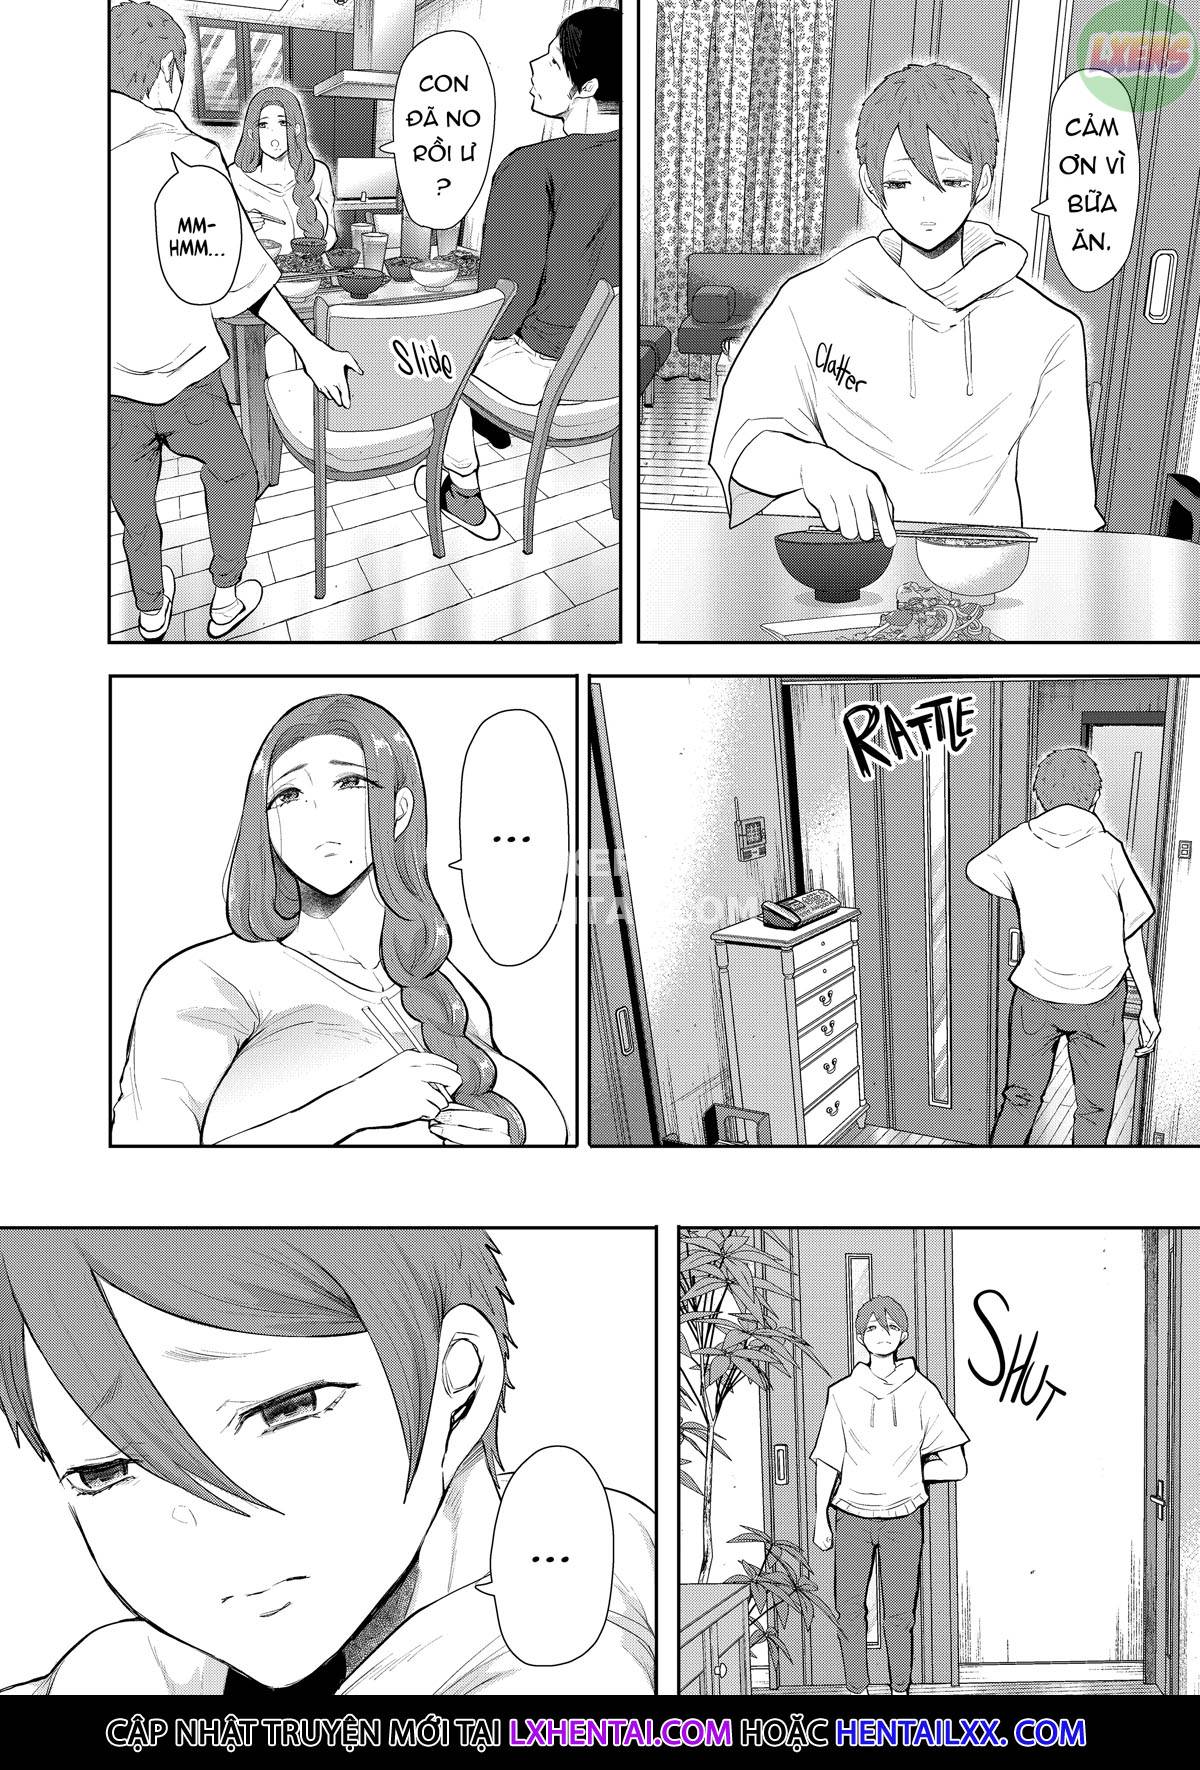 LXERS
CẢM
ƠN VÌ
BỮA
ĂN.
Clatter
CON
ĐÃ NO
RỒI Ư
?
MM-
HMM...
Slide
RATTLE
...
SHUT
...
CẬP NHẬT TRUYỆN MỚI TẠI LXHENTAI.COM HOẶC HENTAILXX. COM